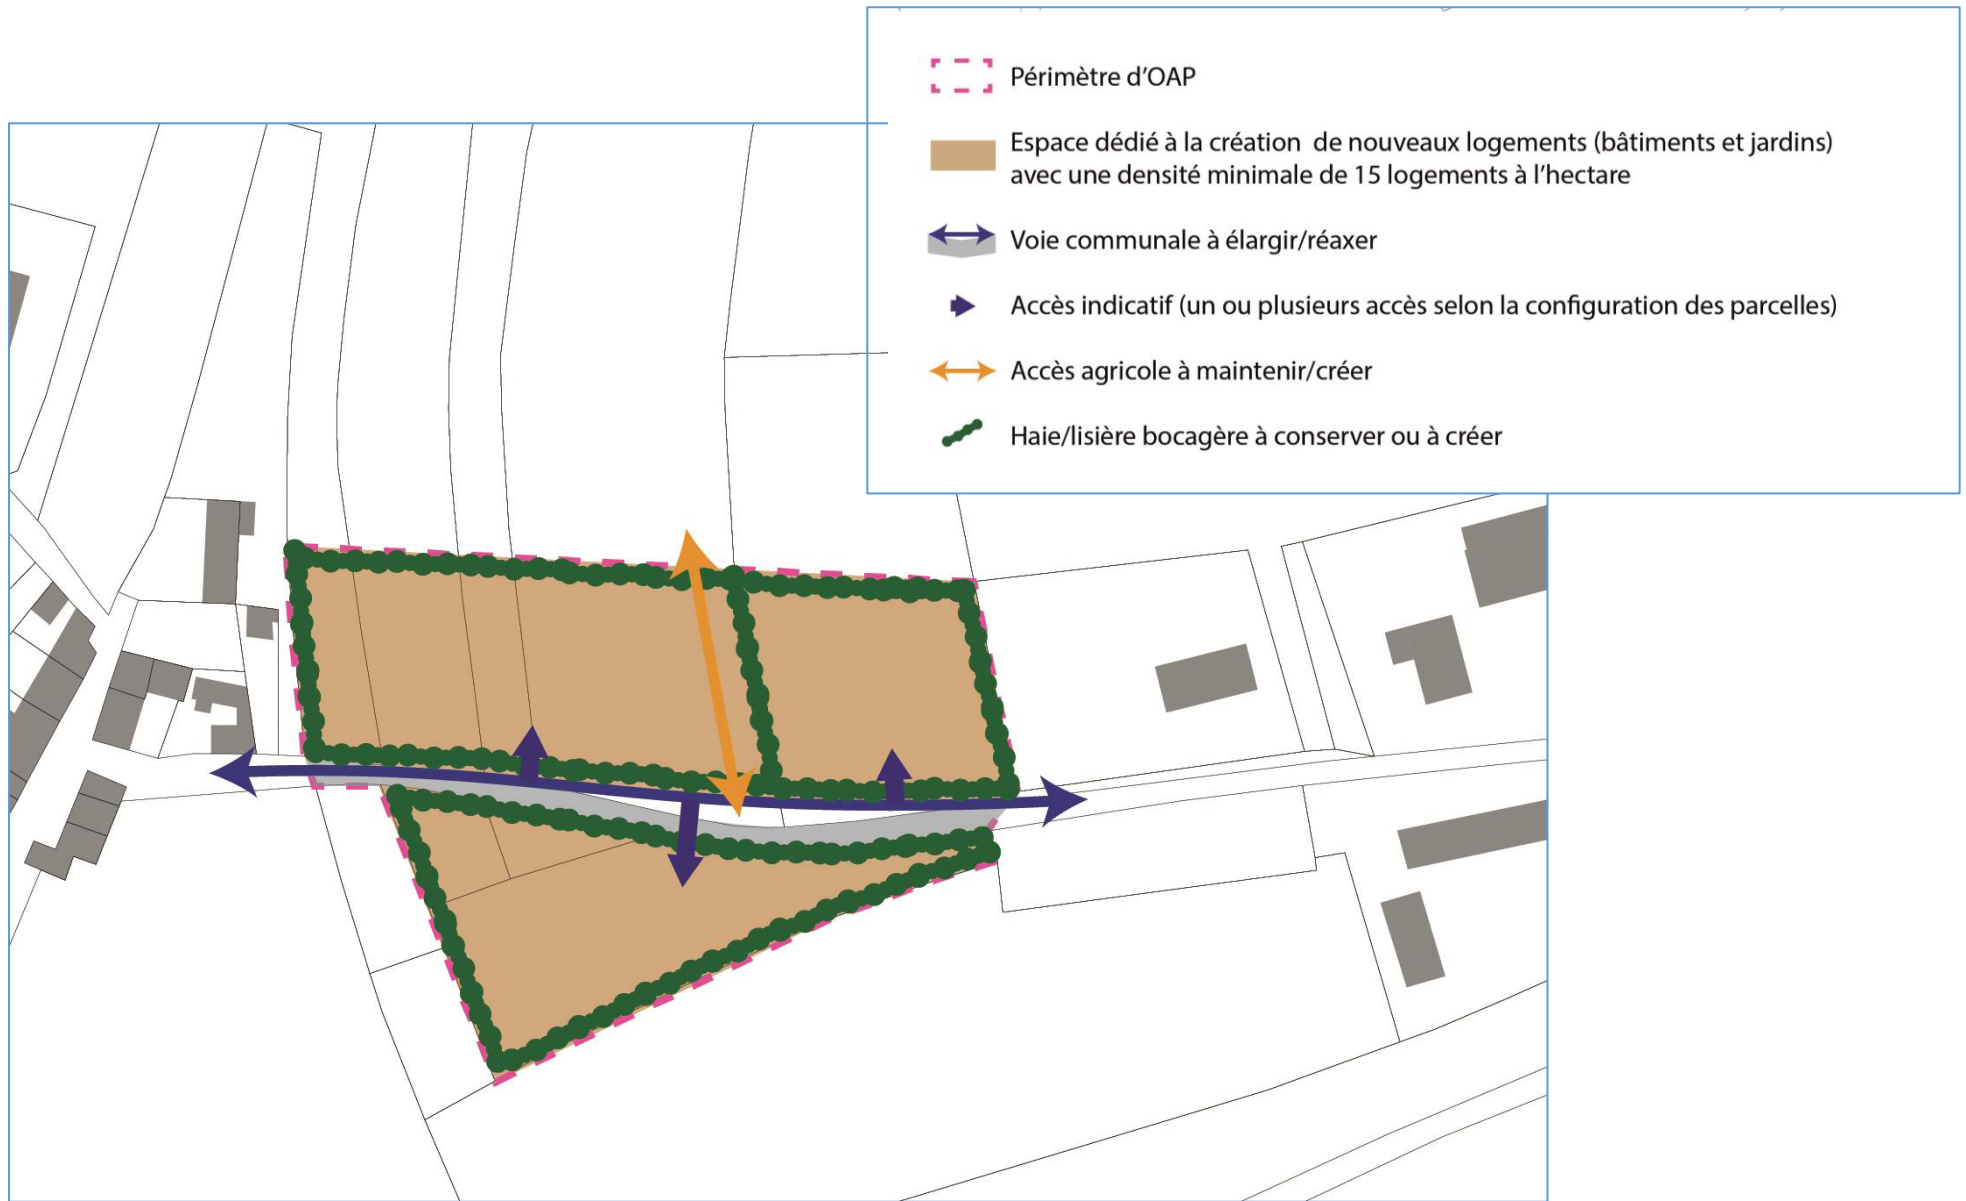 Périmètre d'OAP
Espace dédié à la création  de nouveaux logements (bâtiments et jardins)
avec une densité minimale de 15 logements à l'hectare
Voie communale à élargir/réaxer
Accès indicatif (un ou plusieurs accès selon la configuration des parcelles)
Accès agricole à maintenir/créer
Haie/lisière bocagère à conserver ou à créer